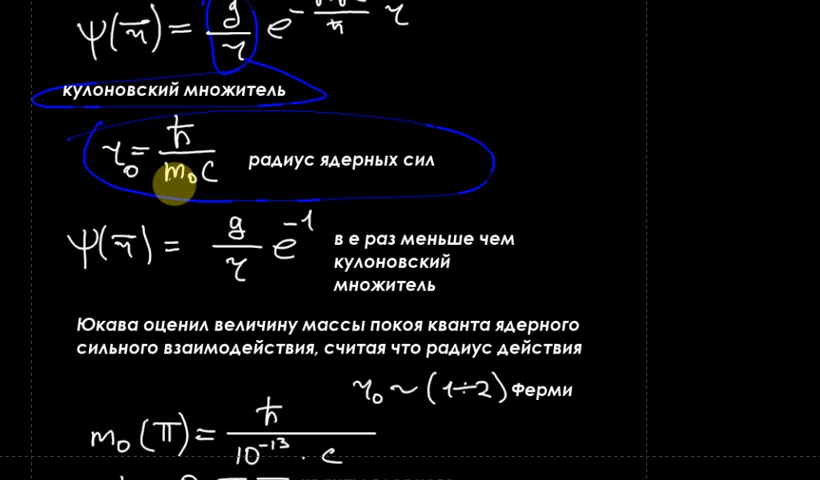 ψ(r̅) = g/r e^- /ħ r
кулоновский множитель
r₀ = ħ/m₀c радиус ядерных сил
ψ(r̅) = g/r e⁻¹ в е раз меньше чем
кулоновский
множитель
Юкава оценил величину массы покоя кванта ядерного
сильного взаимодействия, считая что радиус действия
r₀ ~ (1÷2) Ферми
m₀(π) = ħ/10⁻¹³ · c